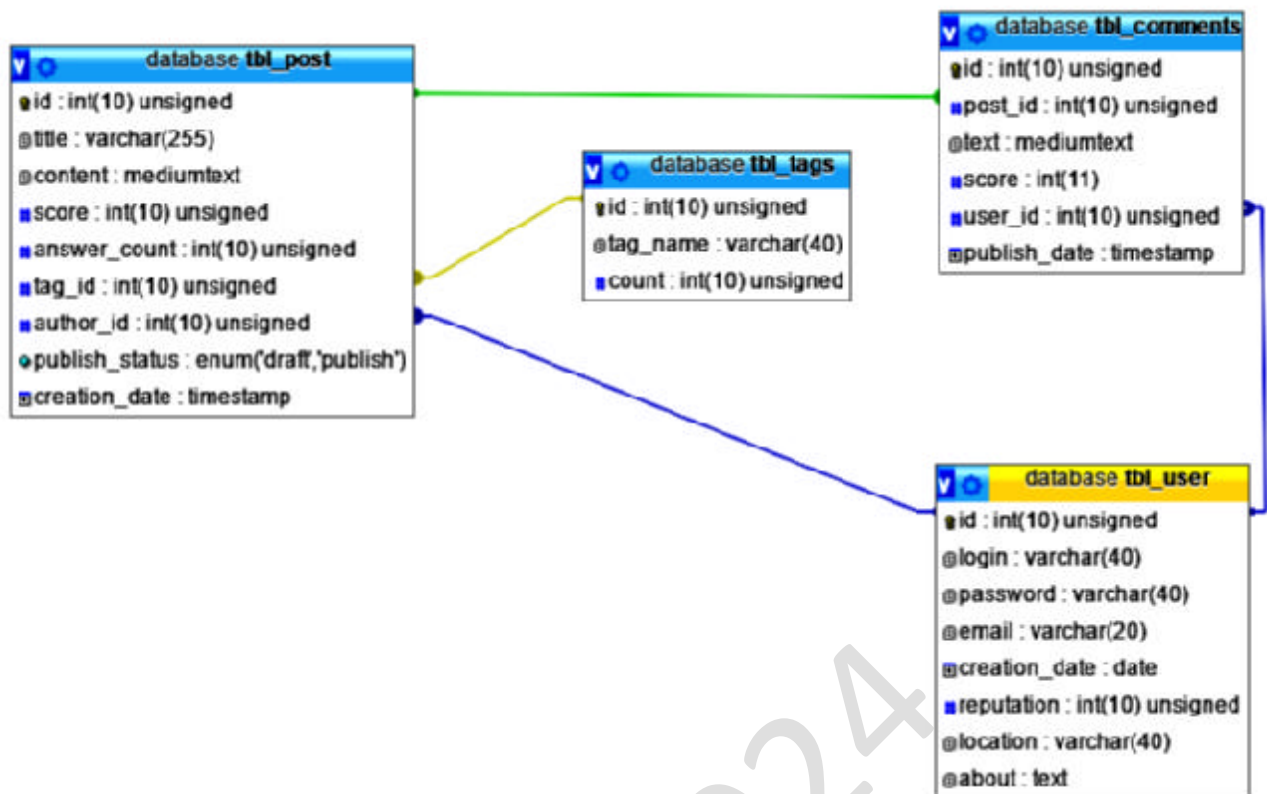 database tbl_post
id : int(10) unsigned
title : varchar(255)
content : mediumtext
score : int(10) unsigned
answer_count : int(10) unsigned
tag_id : int(10) unsigned
author_id : int(10) unsigned
publish_status : enum('draft','publish')
creation_date : timestamp
database tbl_tags
id : int(10) unsigned
tag_name : varchar(40)
count : int(10) unsigned
database tbl_comments
id : int(10) unsigned
post_id : int(10) unsigned
text : mediumtext
score : int(11)
user_id : int(10) unsigned
publish_date : timestamp
database tbl_user
id : int(10) unsigned
login : varchar(40)
password : varchar(40)
email : varchar(20)
creation_date : date
reputation : int(10) unsigned
location : varchar(40)
about : text
24